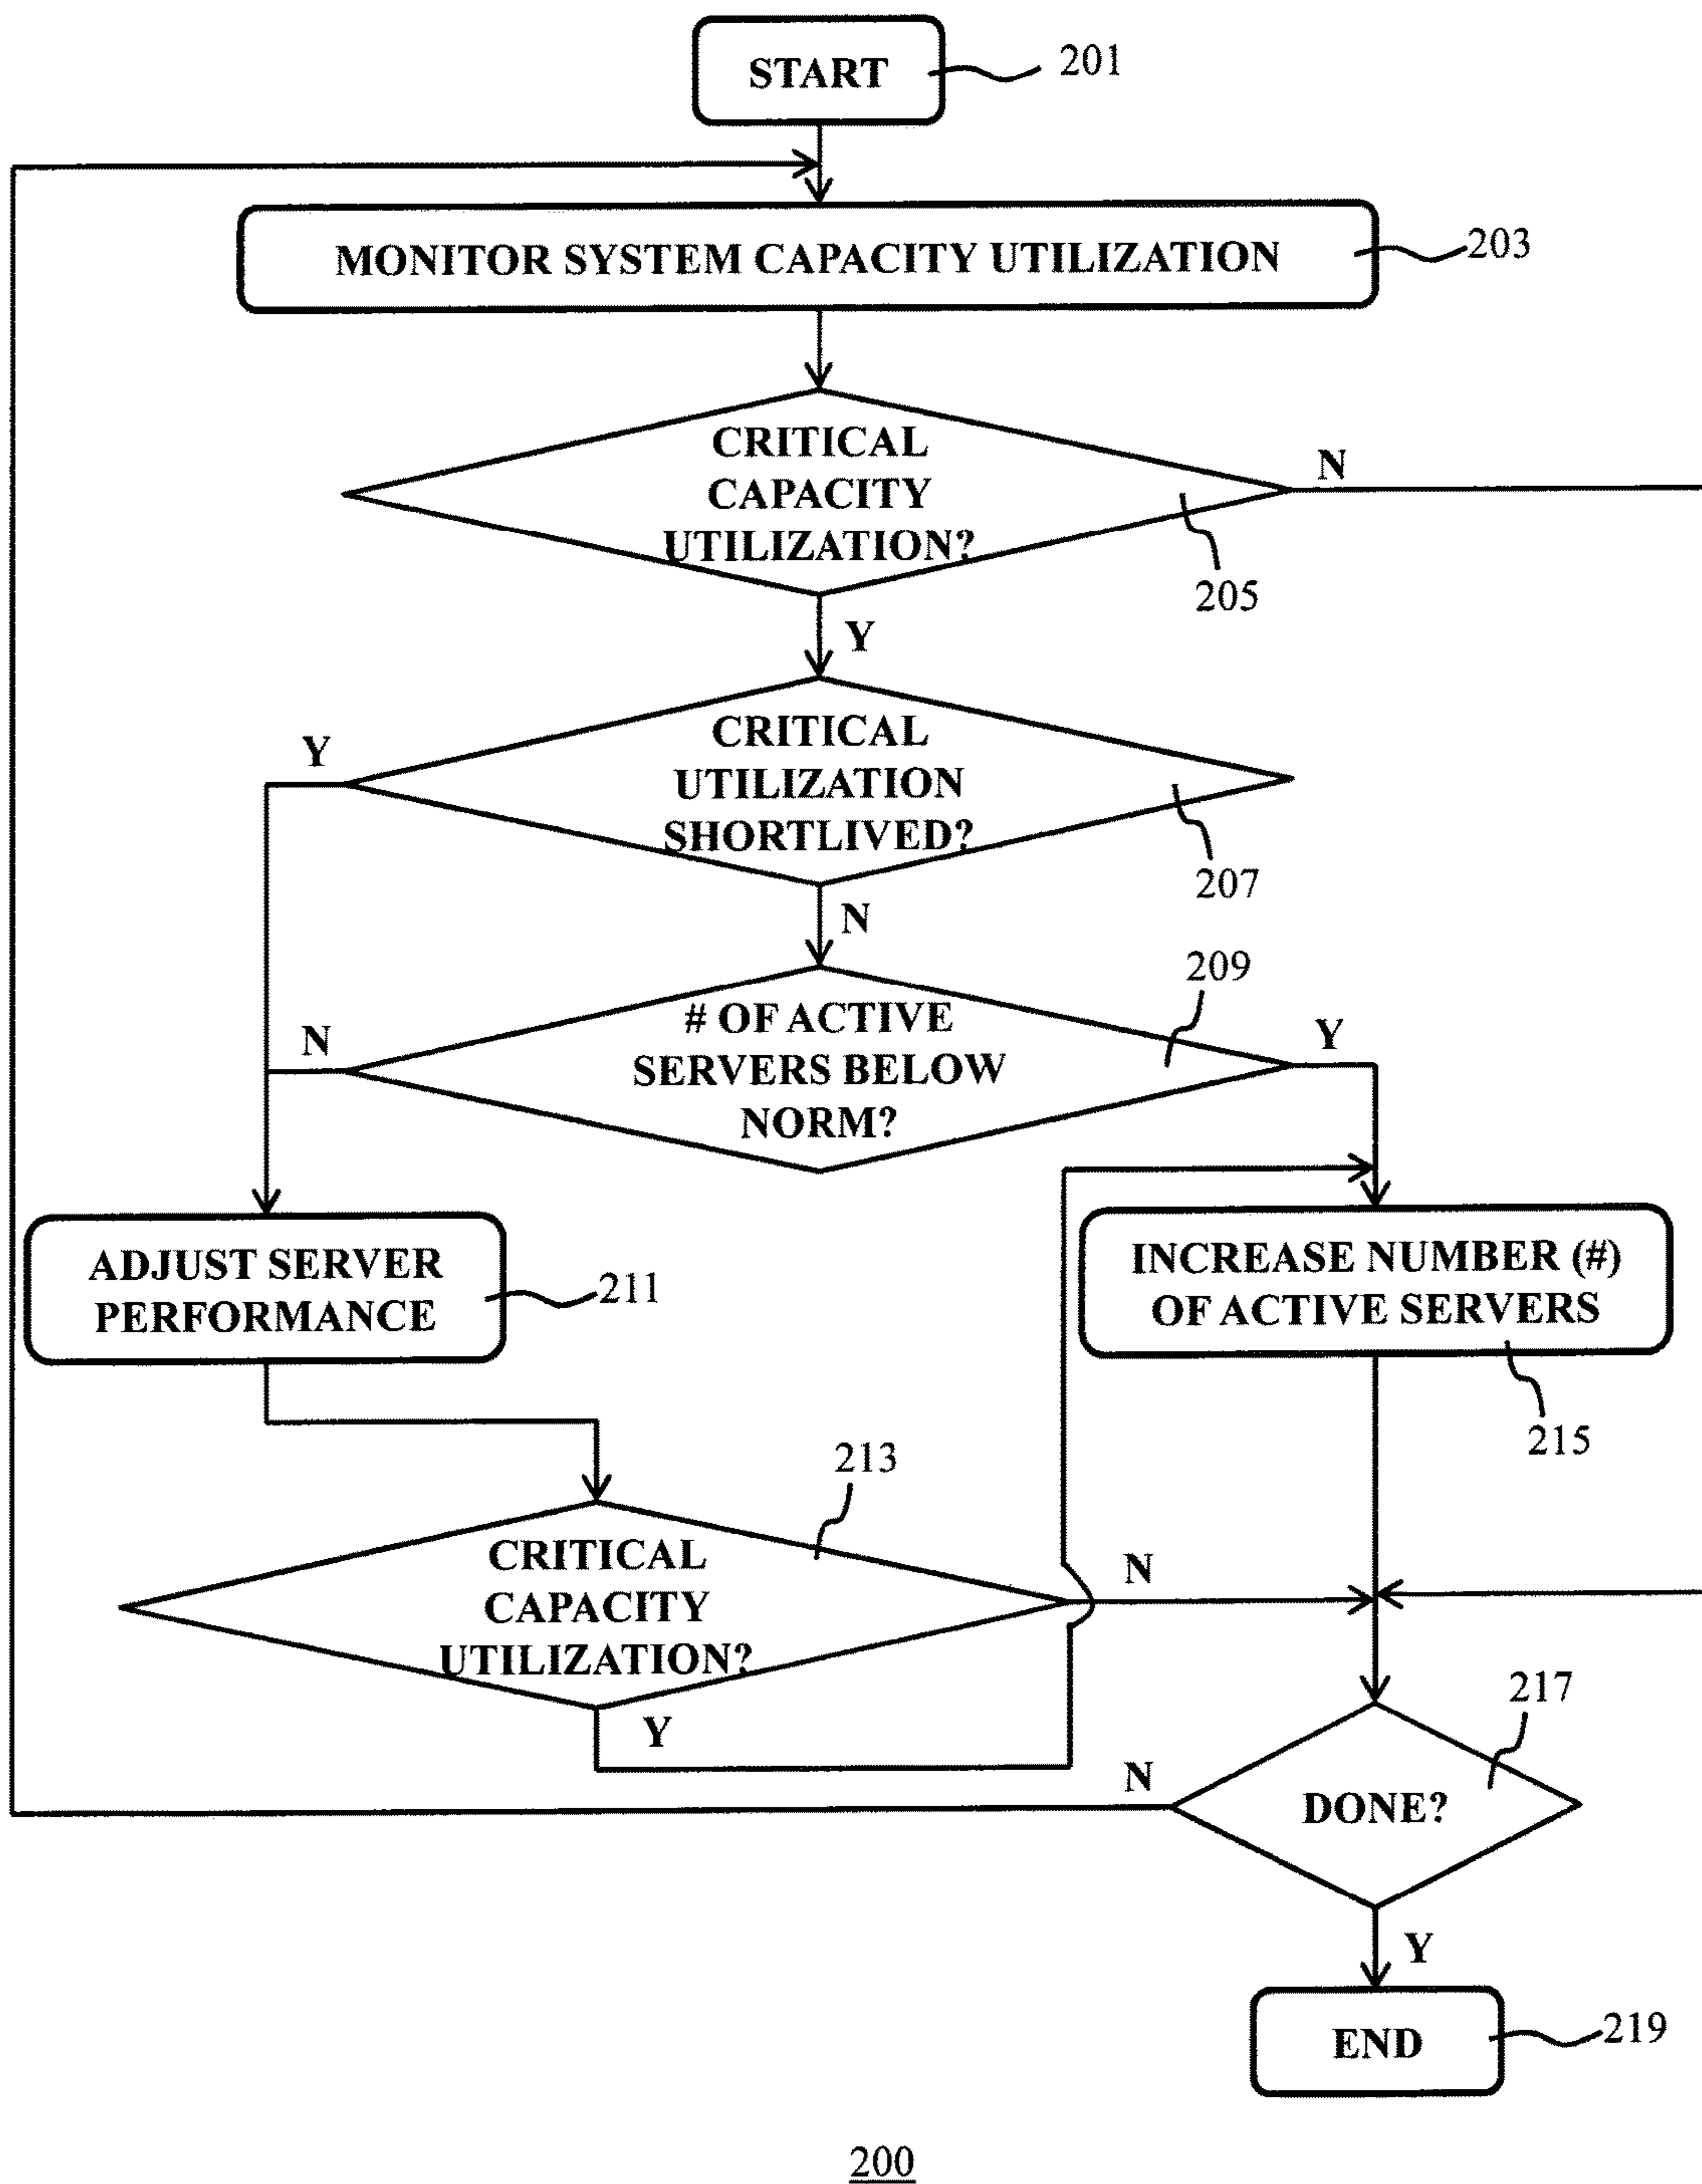 START
201
MONITOR SYSTEM CAPACITY UTILIZATION
203
CRITICAL
CAPACITY
UTILIZATION?
N
205
Y
CRITICAL
UTILIZATION
SHORTLIVED?
Y
207
N
209
# OF ACTIVE
SERVERS BELOW
NORM?
N
Y
ADJUST SERVER
PERFORMANCE
211
INCREASE NUMBER (#)
OF ACTIVE SERVERS
215
213
CRITICAL
CAPACITY
UTILIZATION?
N
Y
217
DONE?
N
Y
END
219
200